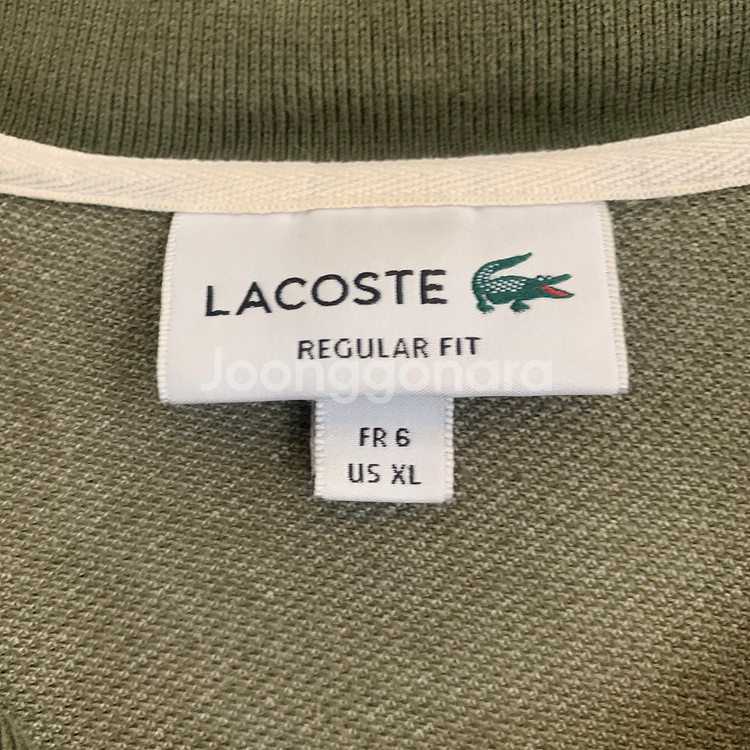 LACOSTE
REGULAR FIT
Joonggonara
FR 6
US XL